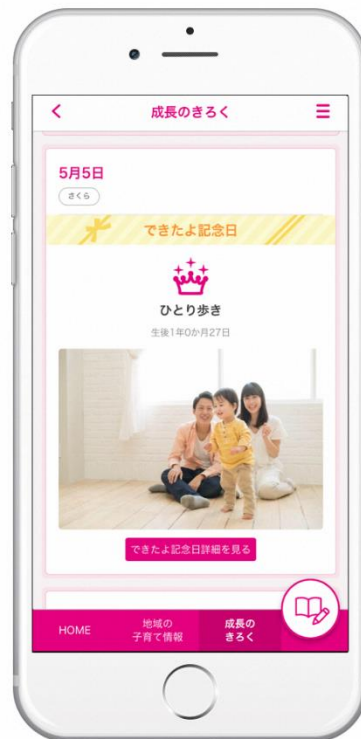 成長のきろく
5月5日
さくら
できたよ記念日
ひとり歩き
生後1年0か月27日
できたよ記念日詳細を見る
HOME
地域の
子育て情報
成長の
きろく